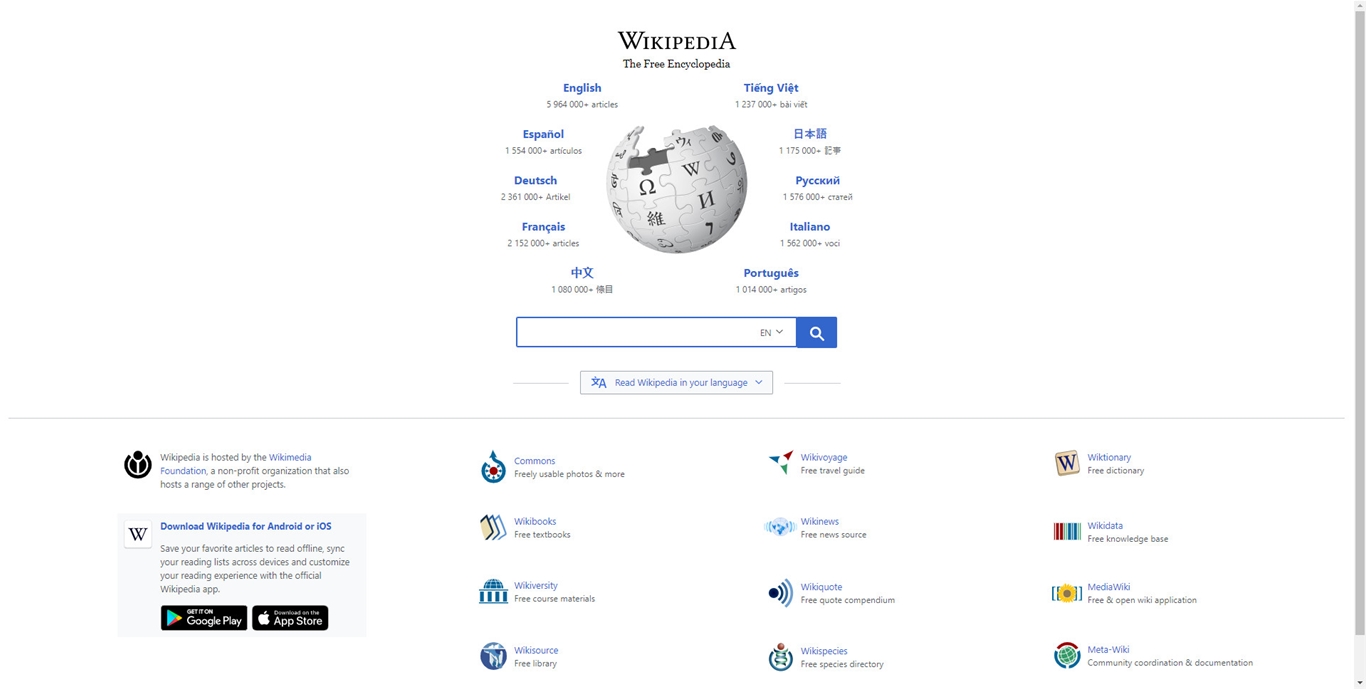 WIKIPEDIA
The Free Encyclopedia
English
5 964 000+ articles
Tiếng Việt
1 237 000+ bài viết
Español
1 554 000+ artículos
日本語
1 175 000+ 記事
Deutsch
2 361 000+ Artikel
Русский
1 576 000+ статей
Français
2 152 000+ articles
Italiano
1 562 000+ voci
中文
1 080 000+ 條目
Português
1 014 000+ artigos
Ω
W
И
維
EN
Read Wikipedia in your language
Wikipedia is hosted by the Wikimedia
Foundation, a non-profit organization that also
hosts a range of other projects.
W
Download Wikipedia for Android or iOS
Save your favorite articles to read offline, sync
your reading lists across devices and customize
your reading experience with the official
Wikipedia app.
GET IT ON
Google Play
Download on the
App Store
Commons
Freely usable photos & more
Wikivoyage
Free travel guide
W
Wiktionary
Free dictionary
Wikibooks
Free textbooks
Wikinews
Free news source
Wikidata
Free knowledge base
Wikiversity
Free course materials
Wikiquote
Free quote compendium
MediaWiki
Free & open wiki application
Wikisource
Free library
Wikispecies
Free species directory
Meta-Wiki
Community coordination & documentation